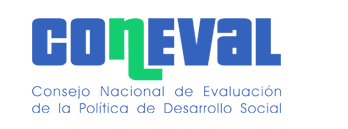 CONEVAL
Consejo Nacional de Evaluación
de la Política de Desarrollo Social